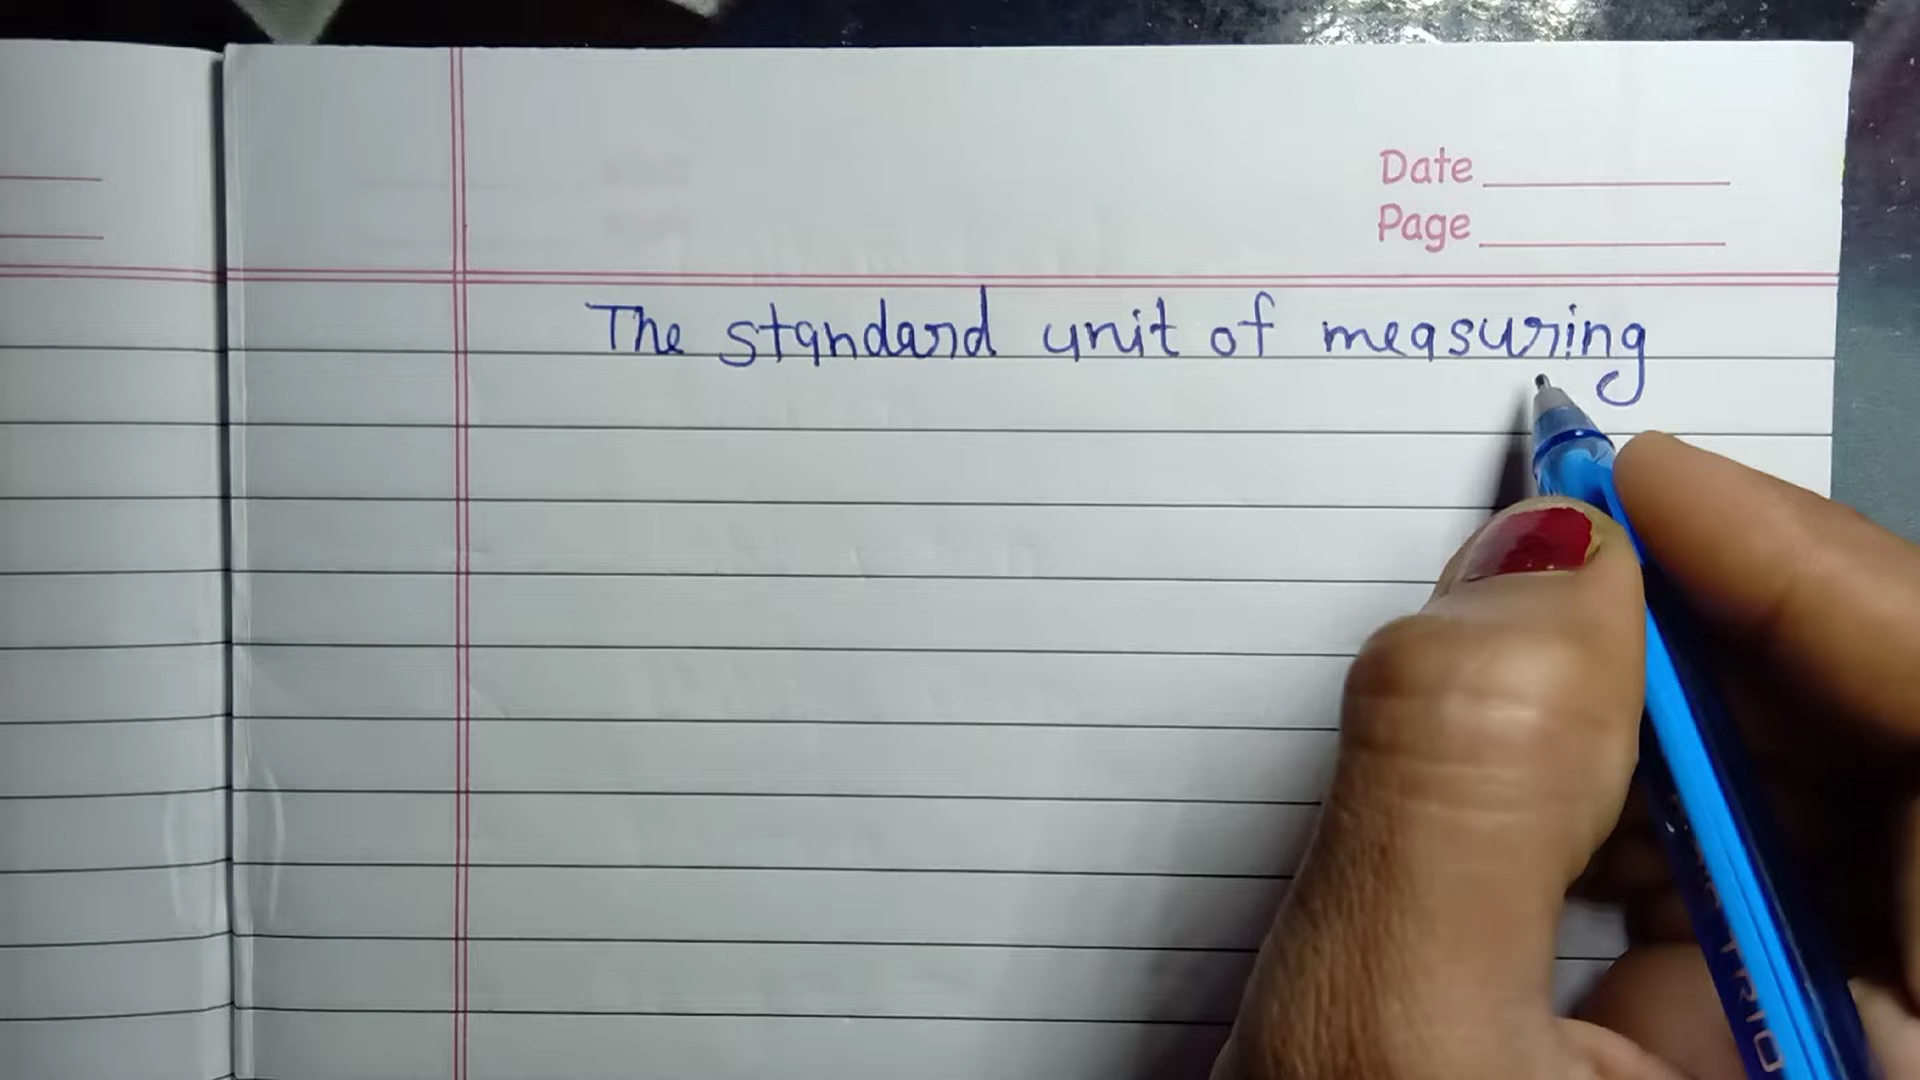 Date
Page
The standard unit of measuring